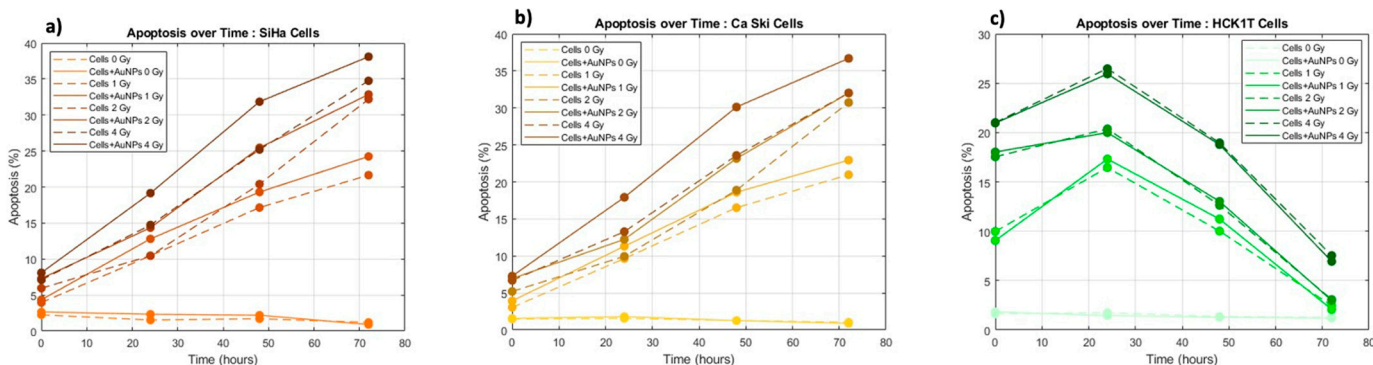 a)
Apoptosis over Time : SiHa Cells
Cells 0 Gy
Cells+AuNPs 0 Gy
Cells 1 Gy
Cells+AuNPs 1 Gy
Cells 2 Gy
Cells+AuNPs 2 Gy
Cells 4 Gy
Cells+AuNPs 4 Gy
40
35
30
25
20
15
10
5
0
Apoptosis (%)
0 10 20 30 40 50 60 70 80
Time (hours)
b)
Apoptosis over Time : Ca Ski Cells
Cells 0 Gy
Cells+AuNPs 0 Gy
Cells 1 Gy
Cells+AuNPs 1 Gy
Cells 2 Gy
Cells+AuNPs 2 Gy
Cells 4 Gy
Cells+AuNPs 4 Gy
40
35
30
25
20
15
10
5
0
Apoptosis (%)
0 10 20 30 40 50 60 70 80
Time (hours)
c)
Apoptosis over Time : HCK1T Cells
Cells 0 Gy
Cells+AuNPs 0 Gy
Cells 1 Gy
Cells+AuNPs 1 Gy
Cells 2 Gy
Cells+AuNPs 2 Gy
Cells 4 Gy
Cells+AuNPs 4 Gy
30
25
20
15
10
5
0
Apoptosis (%)
0 10 20 30 40 50 60 70 80
Time (hours)